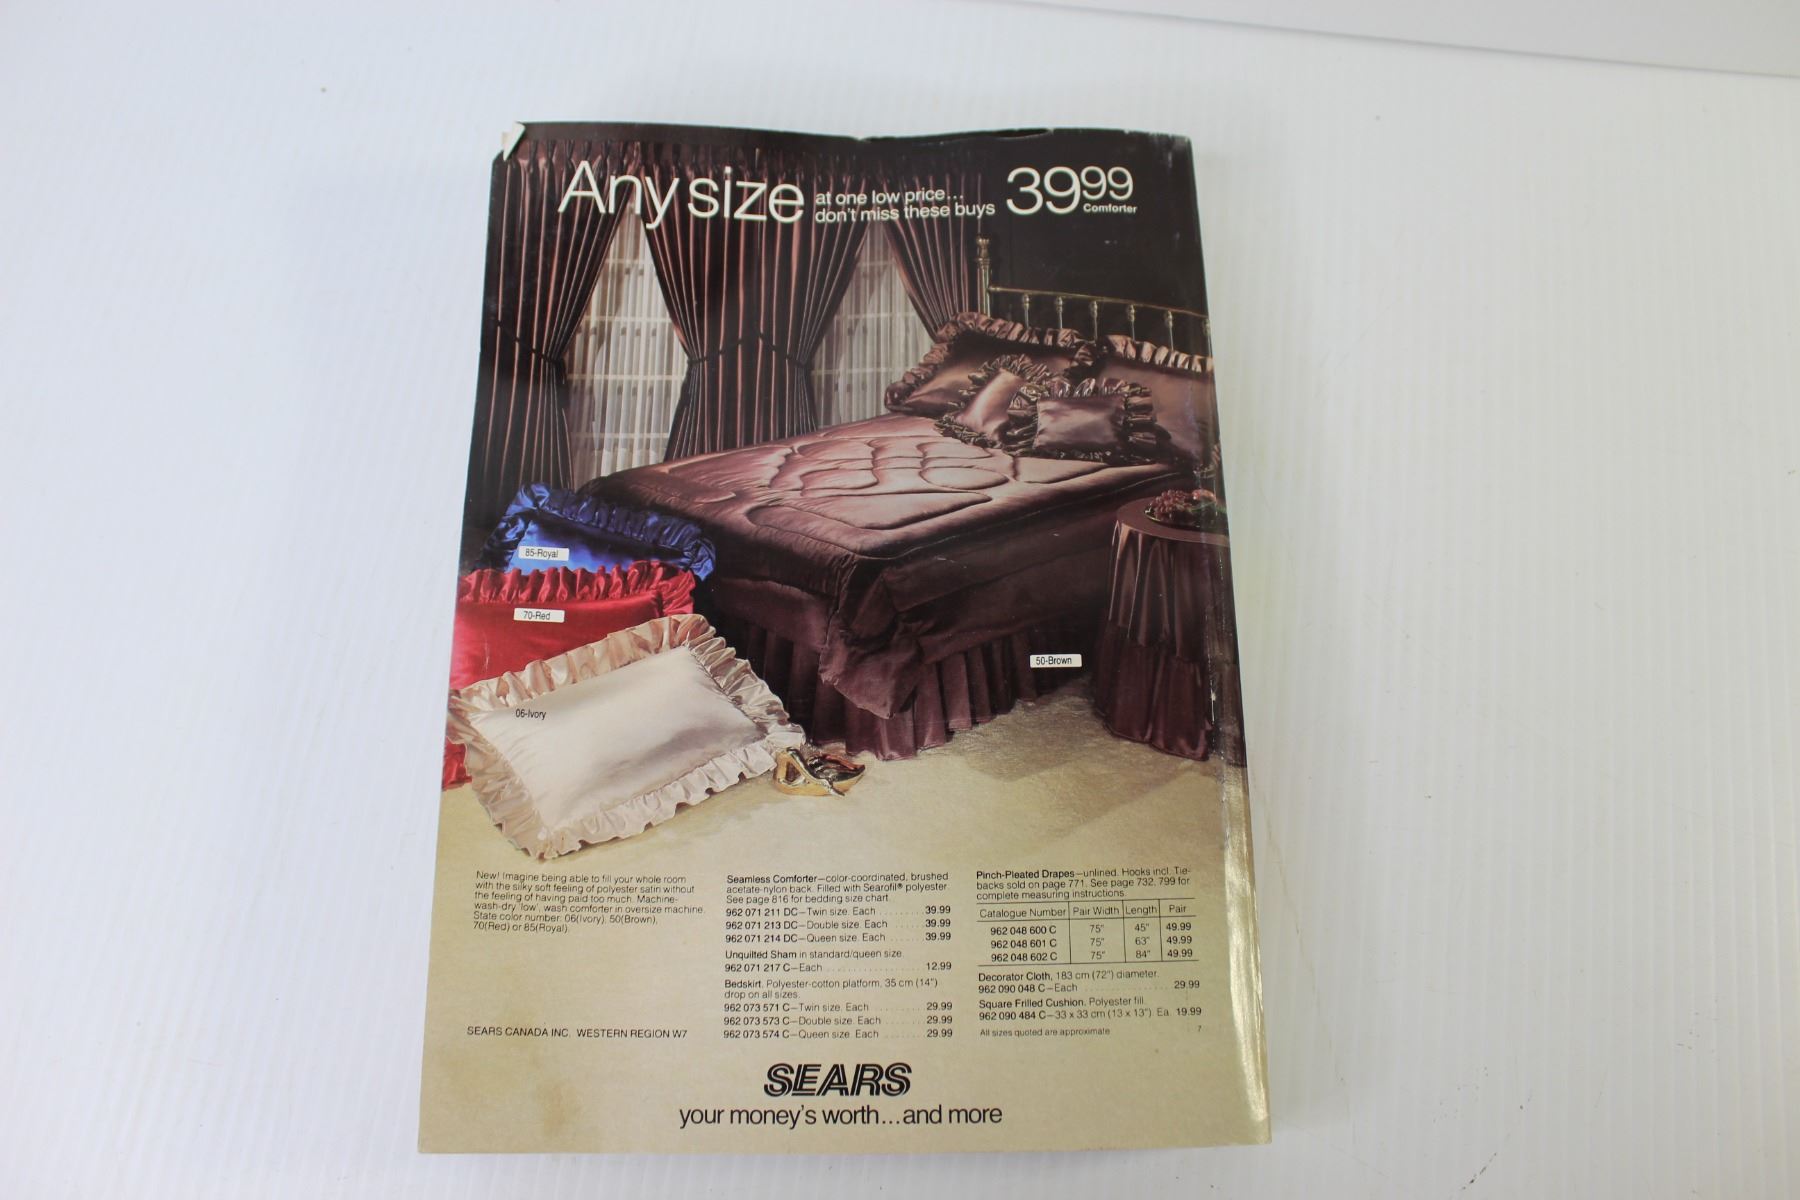 Any size
at one low price...
don't miss these buys
39⁹⁹
Comforter
85-Royal
70-Red
50-Brown
06-Ivory
New! Imagine being able to fill your whole room
with the silky soft feeling of polyester satin without
the feeling of having paid too much. Machine-
wash-dry 'low', wash comforter in oversize machine.
State color number: 06(Ivory), 50(Brown),
70(Red) or 85(Royal).
SEARS CANADA INC. WESTERN REGION W7
Seamless Comforter—color-coordinated, brushed
acetate-nylon back. Filled with Searofil® polyester.
See page 816 for bedding size chart.
962 071 211 DC—Twin size. Each ......... 39.99
962 071 213 DC—Double size. Each ...... 39.99
962 071 214 DC—Queen size. Each ...... 39.99
Unquilted Sham in standard/queen size.
962 071 217 C—Each .................. 12.99
Bedskirt. Polyester-cotton platform, 35 cm (14")
drop on all sizes.
962 073 571 C—Twin size. Each ........ 29.99
962 073 573 C—Double size. Each ...... 29.99
962 073 574 C—Queen size. Each ...... 29.99
Pinch-Pleated Drapes—unlined. Hooks incl. Tie-
backs sold on page 771. See page 732, 799 for
complete measuring instructions.
Catalogue Number Pair Width Length Pair
962 048 600 C 75" 45" 49.99
962 048 601 C 75" 63" 49.99
962 048 602 C 75" 84" 49.99
Decorator Cloth, 183 cm (72") diameter.
962 090 048 C—Each .................. 29.99
Square Frilled Cushion. Polyester fill.
962 090 484 C—33 x 33 cm (13 x 13"). Ea. 19.99
All sizes quoted are approximate 7
SEARS
your money's worth...and more